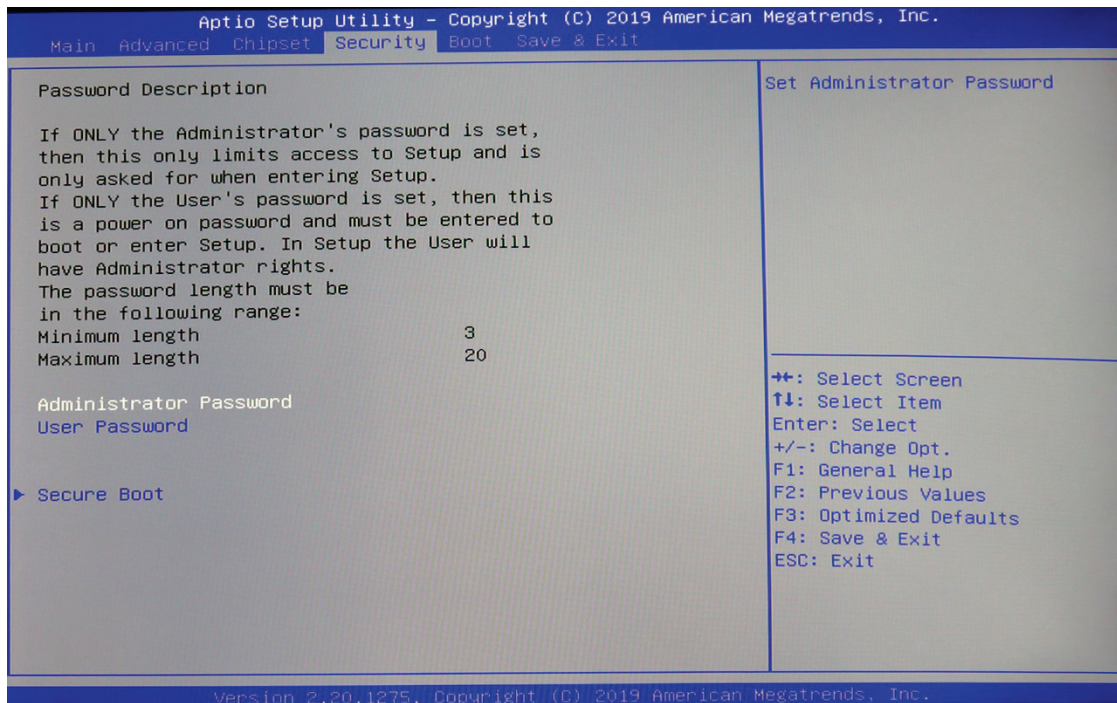 Aptio Setup Utility – Copyright (C) 2019 American Megatrends, Inc.
Main Advanced Chipset Security Boot Save & Exit
Password Description
If ONLY the Administrator's password is set,
then this only limits access to Setup and is
only asked for when entering Setup.
If ONLY the User's password is set, then this
is a power on password and must be entered to
boot or enter Setup. In Setup the User will
have Administrator rights.
The password length must be
in the following range:
Minimum length 3
Maximum length 20
Administrator Password
User Password
Secure Boot
Set Administrator Password
→←: Select Screen
↑↓: Select Item
Enter: Select
+/-: Change Opt.
F1: General Help
F2: Previous Values
F3: Optimized Defaults
F4: Save & Exit
ESC: Exit
Version 2.20.1275. Copyright (C) 2019 American Megatrends, Inc.